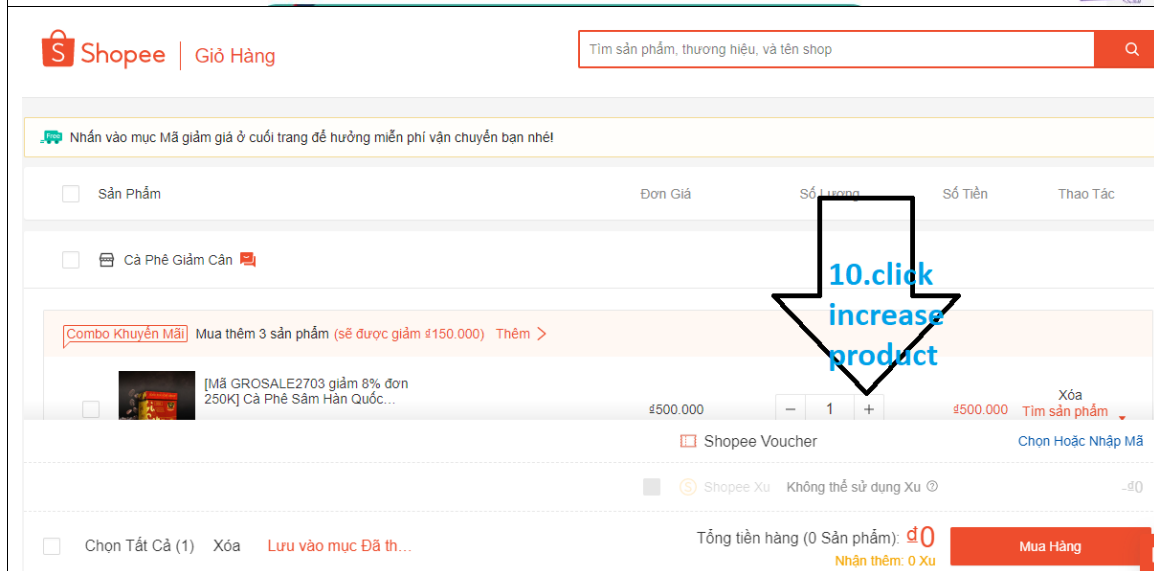 Shopee | Giỏ Hàng
Tìm sản phẩm, thương hiệu, và tên shop
Free Nhấn vào mục Mã giảm giá ở cuối trang để hưởng miễn phí vận chuyển bạn nhé!
Sản Phẩm Đơn Giá Số Lượng Số Tiền Thao Tác
Cà Phê Giảm Cân
10.click
increase
product
Combo Khuyến Mãi Mua thêm 3 sản phẩm (sẽ được giảm ₫150.000) Thêm
[Mã GROSALE2703 giảm 8% đơn
250K] Cà Phê Sâm Hàn Quốc...
₫500.000 − 1 + ₫500.000 Xóa
Tìm sản phẩm
Shopee Voucher Chọn Hoặc Nhập Mã
Shopee Xu Không thể sử dụng Xu -₫0
Chọn Tất Cả (1) Xóa Lưu vào mục Đã th... Tổng tiền hàng (0 Sản phẩm): ₫0 Mua Hàng
Nhận thêm: 0 Xu